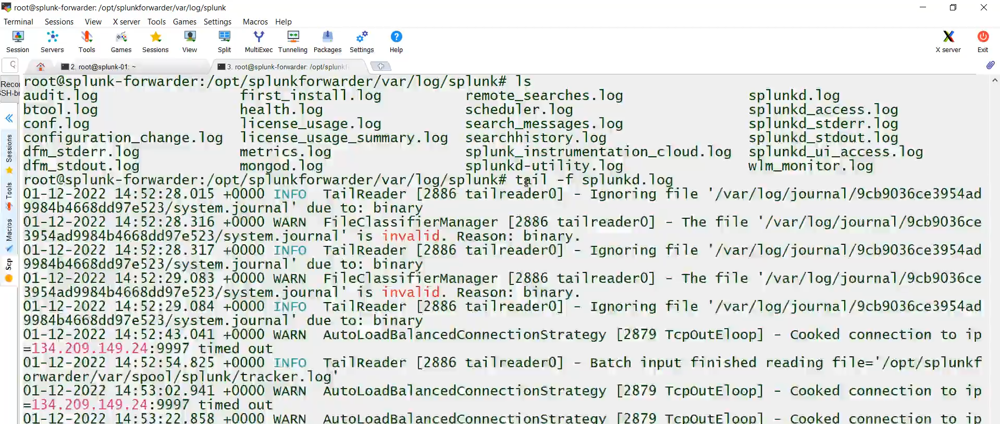 root@splunk-forwarder: /opt/splunkforwarder/var/log/splunk
Terminal Sessions View X server Tools Games Settings Macros Help
Session Servers Tools Games Sessions View Split MultiExec Tunneling Packages Settings Help X server Exit
2. root@splunk-01: ~ 3. root@splunk-forwarder: /opt/splunkf
Recor
SSH-br
Sessions
Tools
Macros
Scp
root@splunk-forwarder:/opt/splunkforwarder/var/log/splunk# ls
audit.log first_install.log remote_searches.log splunkd.log
btool.log health.log scheduler.log splunkd_access.log
conf.log license_usage.log search_messages.log splunkd_stderr.log
configuration_change.log license_usage_summary.log searchhistory.log splunkd_stdout.log
dfm_stderr.log metrics.log splunk_instrumentation_cloud.log splunkd_ui_access.log
dfm_stdout.log mongod.log splunkd-utility.log wlm_monitor.log
root@splunk-forwarder:/opt/splunkforwarder/var/log/splunk# tail -f splunkd.log
01-12-2022 14:52:28.015 +0000 INFO TailReader [2886 tailreader0] - Ignoring file '/var/log/journal/9cb9036ce3954ad
9984b4668dd97e523/system.journal' due to: binary
01-12-2022 14:52:28.316 +0000 WARN FileClassifierManager [2886 tailreader0] - The file '/var/log/journal/9cb9036ce
3954ad9984b4668dd97e523/system.journal' is invalid. Reason: binary.
01-12-2022 14:52:28.317 +0000 INFO TailReader [2886 tailreader0] - Ignoring file '/var/log/journal/9cb9036ce3954ad
9984b4668dd97e523/system.journal' due to: binary
01-12-2022 14:52:29.083 +0000 WARN FileClassifierManager [2886 tailreader0] - The file '/var/log/journal/9cb9036ce
3954ad9984b4668dd97e523/system.journal' is invalid. Reason: binary.
01-12-2022 14:52:29.084 +0000 INFO TailReader [2886 tailreader0] - Ignoring file '/var/log/journal/9cb9036ce3954ad
9984b4668dd97e523/system.journal' due to: binary
01-12-2022 14:52:43.041 +0000 WARN AutoLoadBalancedConnectionStrategy [2879 TcpOutEloop] - Cooked connection to ip
=134.209.149.24:9997 timed out
01-12-2022 14:52:54.825 +0000 INFO TailReader [2886 tailreader0] - Batch input finished reading file='/opt/splunkf
orwarder/var/spool/splunk/tracker.log'
01-12-2022 14:53:02.941 +0000 WARN AutoLoadBalancedConnectionStrategy [2879 TcpOutEloop] - Cooked connection to ip
=134.209.149.24:9997 timed out
01-12-2022 14:53:22.858 +0000 WARN AutoLoadBalancedConnectionStrategy [2879 TcpOutEloop] - Cooked connection to ip